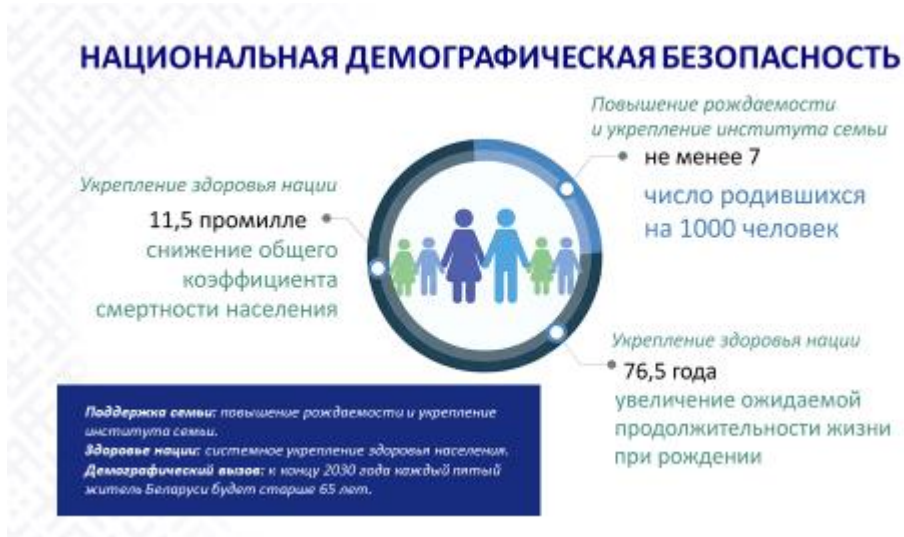 НАЦИОНАЛЬНАЯ ДЕМОГРАФИЧЕСКАЯ БЕЗОПАСНОСТЬ
Повышение рождаемости
и укрепление института семьи
не менее 7
число родившихся
на 1000 человек
Укрепление здоровья нации
11,5 промилле
снижение общего
коэффициента
смертности населения
Укрепление здоровья нации
76,5 года
увеличение ожидаемой
продолжительности жизни
при рождении
Поддержка семьи: повышение рождаемости и укрепление
института семьи.
Здоровье нации: системное укрепление здоровья населения.
Демографический вызов: к концу 2030 года каждый пятый
житель Беларуси будет старше 65 лет.